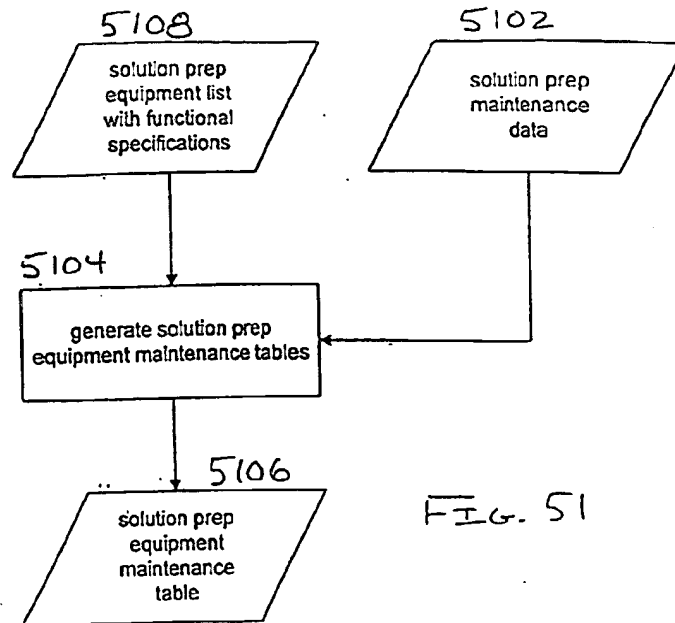 5108
solution prep
equipment list
with functional
specifications
5102
solution prep
maintenance
data
5104
generate solution prep
equipment maintenance tables
5106
solution prep
equipment
maintenance
table
FIG. 51